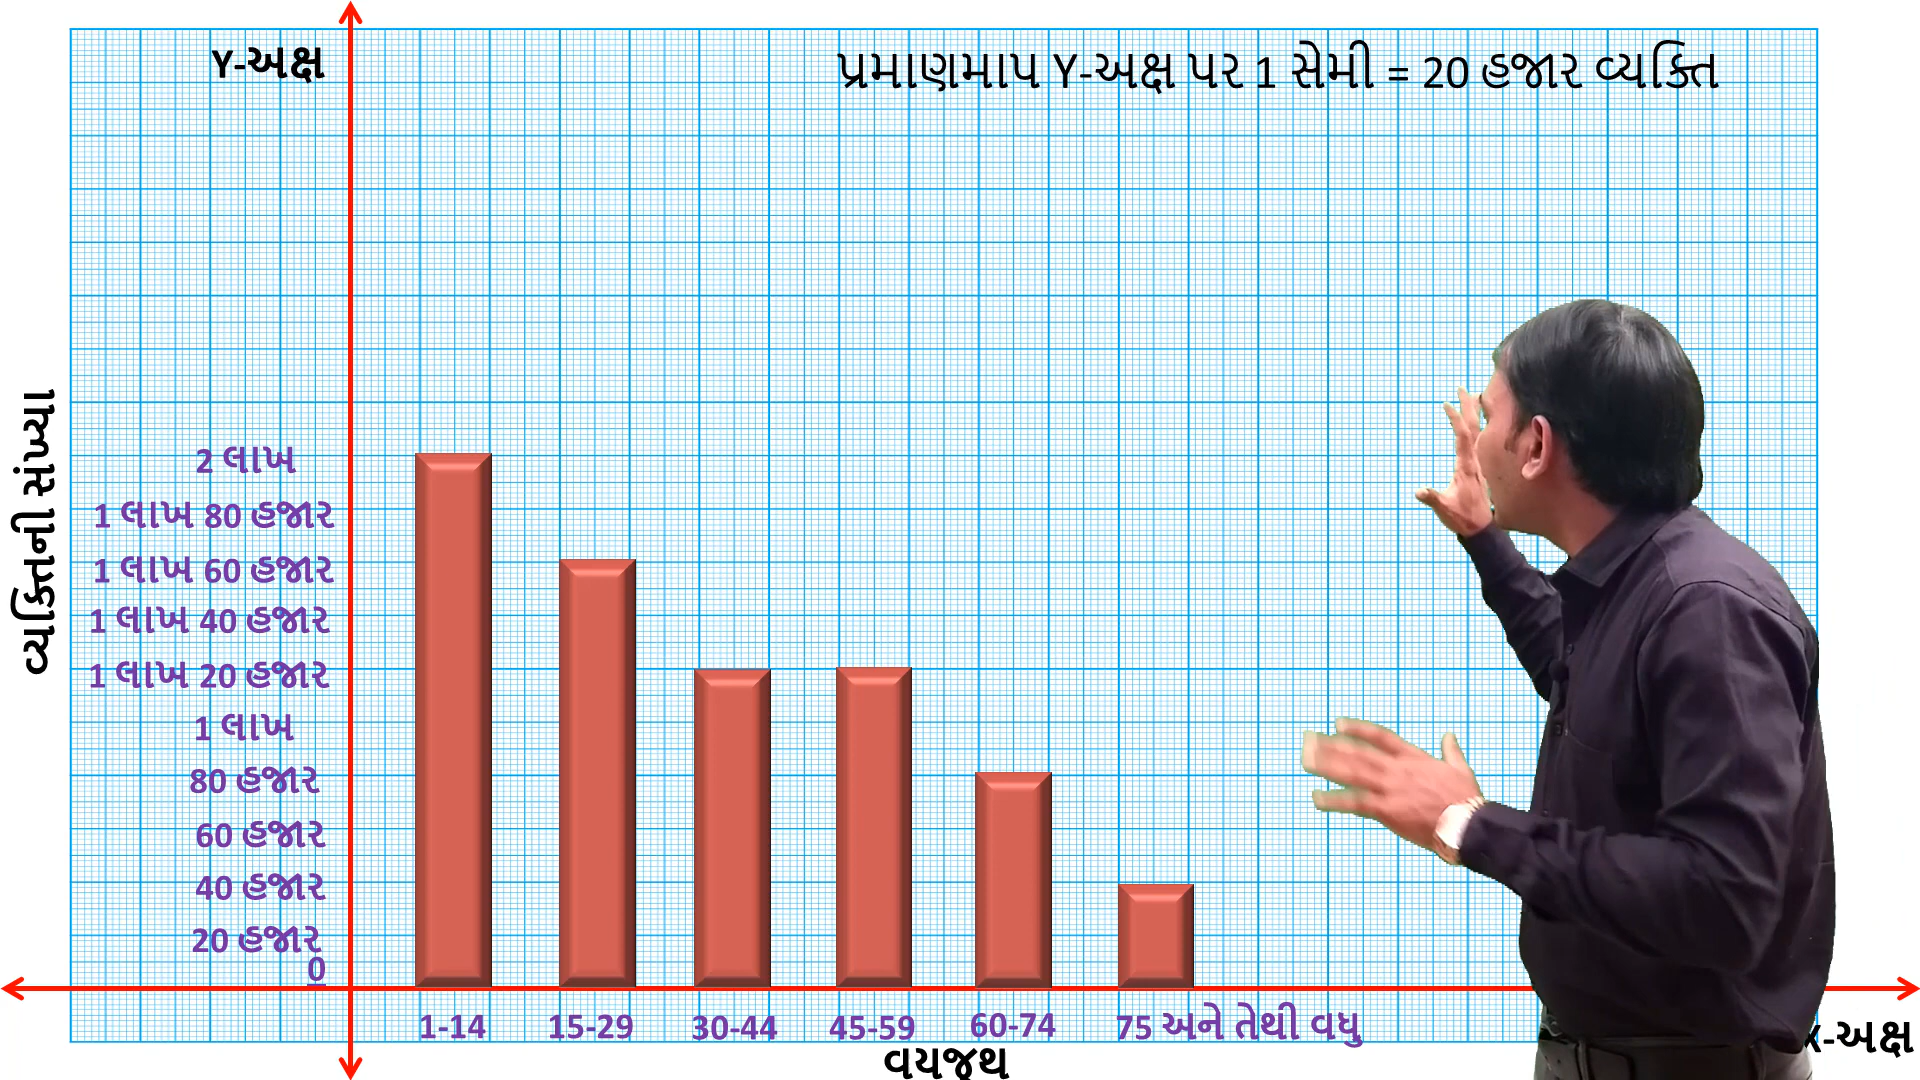 Y-અક્ષ
પ્રમાણમાપ Y-અક્ષ પર 1 સેમી = 20 હજાર વ્યક્તિ
વ્યક્તિની સંખ્યા
2 લાખ
1 લાખ 80 હજાર
1 લાખ 60 હજાર
1 લાખ 40 હજાર
1 લાખ 20 હજાર
1 લાખ
80 હજાર
60 હજાર
40 હજાર
20 હજાર
0
1-14 15-29 30-44 45-59 60-74 75 અને તેથી વધુ
X-અક્ષ
વયજૂથ